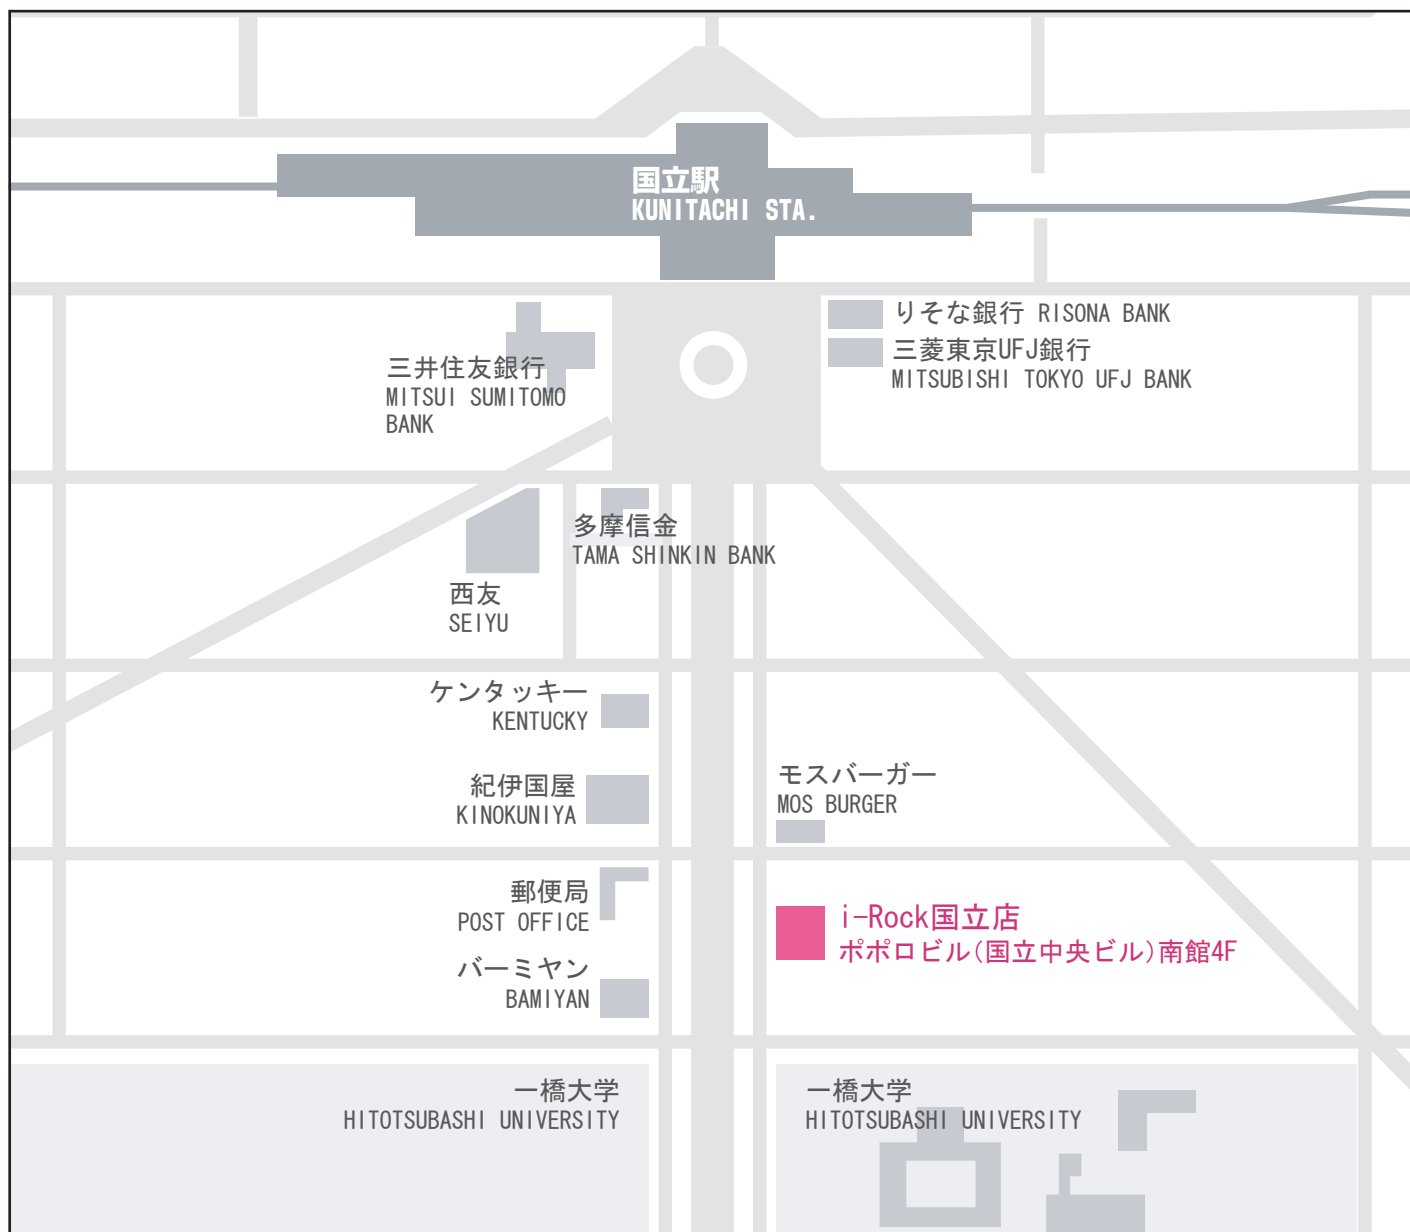 国立駅
KUNITACHI STA.
りそな銀行 RISONA BANK
三菱東京UFJ銀行
MITSUBISHI TOKYO UFJ BANK
三井住友銀行
MITSUI SUMITOMO
BANK
多摩信金
TAMA SHINKIN BANK
西友
SEIYU
ケンタッキー
KENTUCKY
紀伊国屋
KINOKUNIYA
モスバーガー
MOS BURGER
郵便局
POST OFFICE
i-Rock国立店
ポポロビル(国立中央ビル)南館4F
バーミヤン
BAMIYAN
一橋大学
HITOTSUBASHI UNIVERSITY
一橋大学
HITOTSUBASHI UNIVERSITY